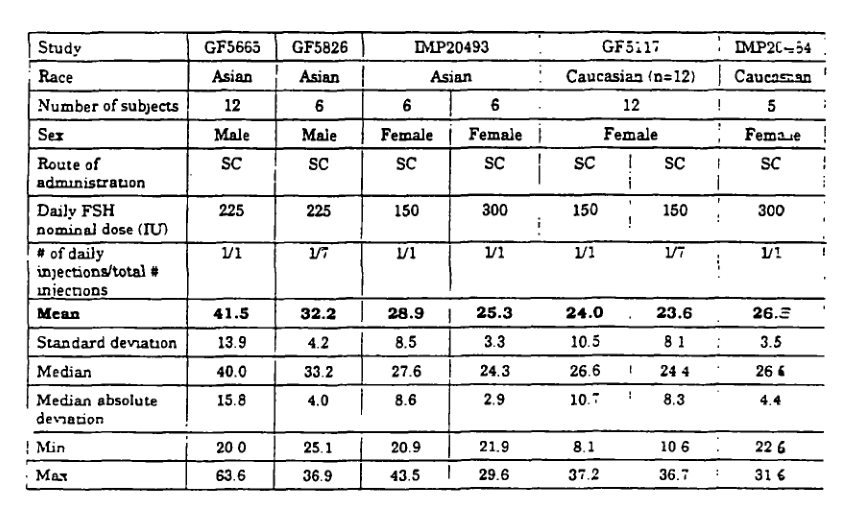 Study GF5665 GF5826 IMP20493 GF5117
Race Asian Asian Asian Caucasian (n=12) Caucasian
Number of subjects 12 6 6 6 12 5
Sex Male Male Female Female Female Female
Route of SC SC SC SC SC SC SC
administration
Daily FSH 225 225 150 300 150 150 300
nominal dose (IU)
# of daily 1/1 1/7 1/1 1/1 1/1 1/7 1/1
injections/total #
injections
Mean 41.5 32.2 28.9 25.3 24.0 23.6
Standard deviation 13.9 4.2 8.5 3.3 10.5 8 1 3.5
Median 40.0 33.2 27.6 24.3 26.6 24 4 26 6
Median absolute 15.8 4.0 8.6 2.9 10.7 8.3 4.4
deviation
Min 20 0 25.1 20.9 21.9 8.1 10 6 22 6
Max 63.6 36.9 43.5 29.6 37.2 36.7 31 6